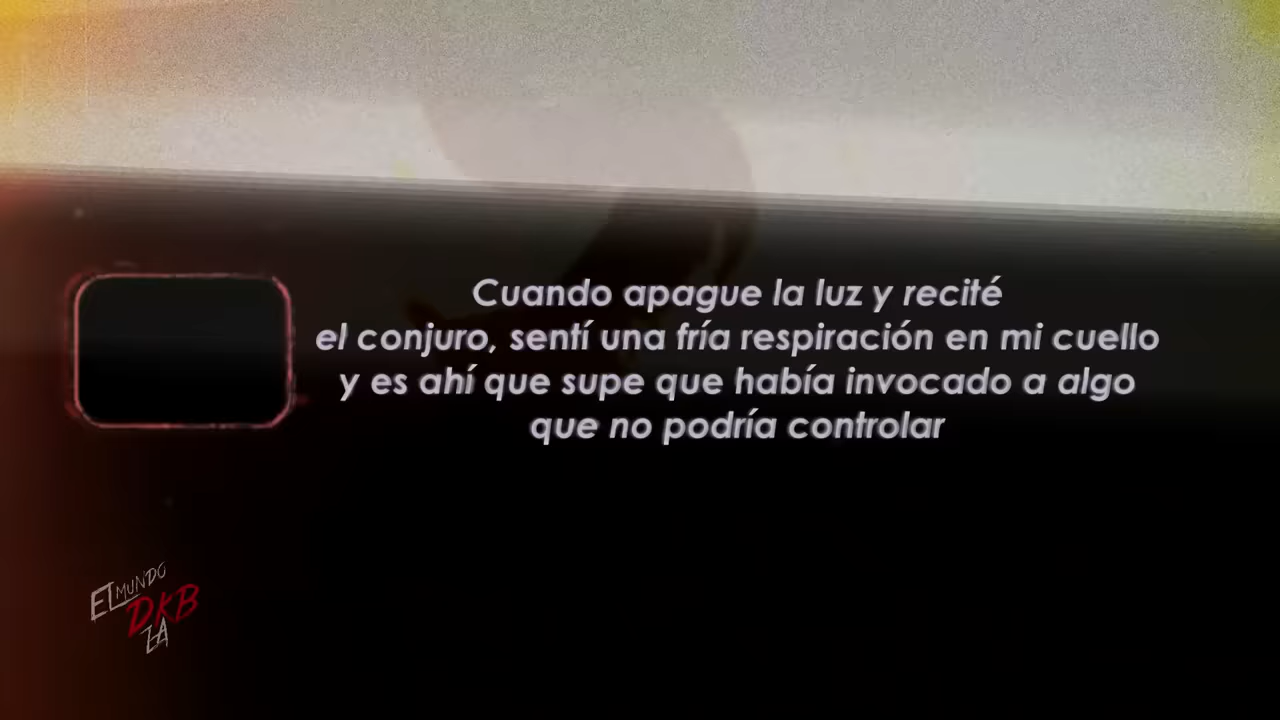 Cuando apague la luz y recité
el conjuro, sentí una fría respiración en mi cuello
y es ahí que supe que había invocado a algo
que no podría controlar
EL MUNDO
DKB
ZA